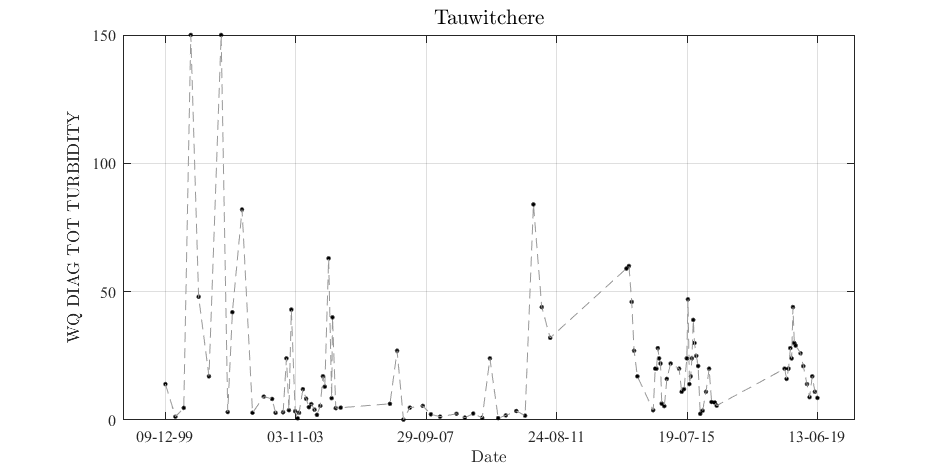 Tauwitchere
WQ DIAG TOT TURBIDITY
150
100
50
0
09-12-99 03-11-03 29-09-07 24-08-11 19-07-15 13-06-19
Date